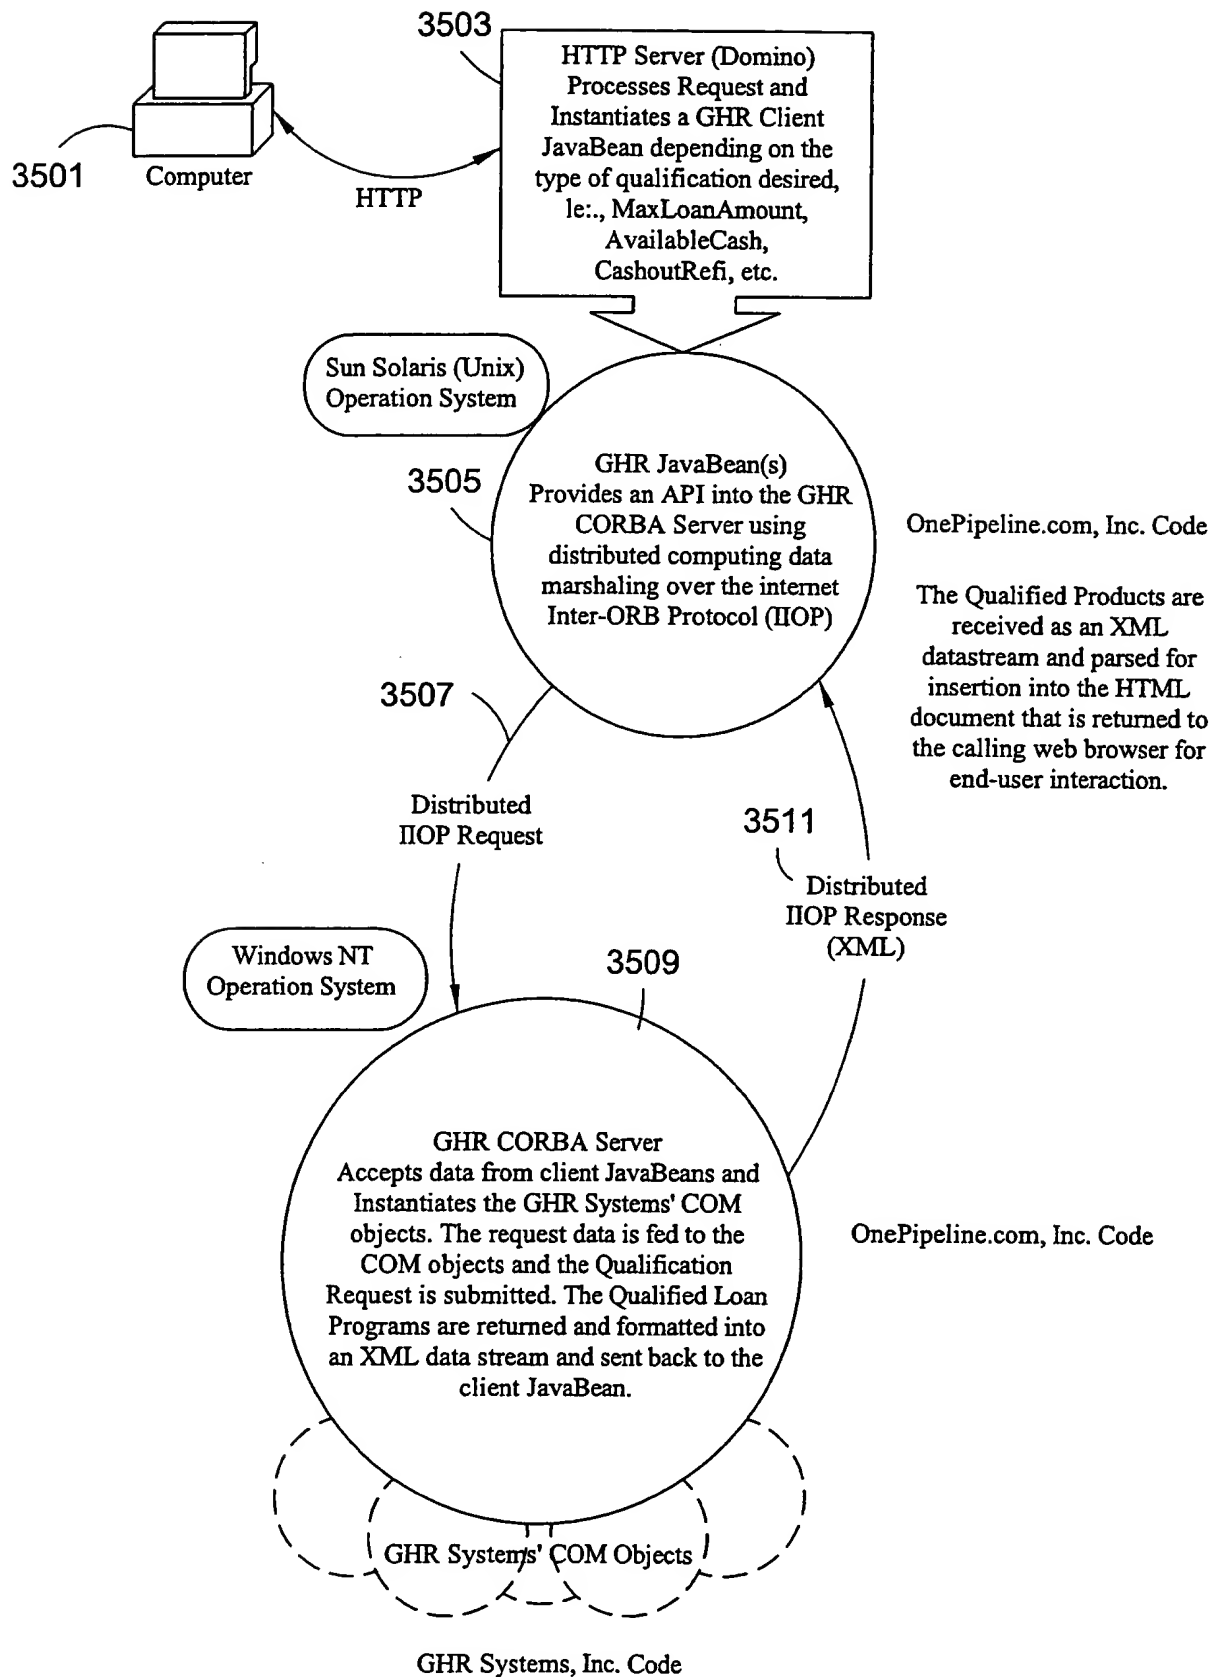 3503
HTTP Server (Domino)
Processes Request and
Instantiates a GHR Client
JavaBean depending on the
type of qualification desired,
le:., MaxLoanAmount,
AvailableCash,
CashoutRefi, etc.
3501
Computer
HTTP
Sun Solaris (Unix)
Operation System
3505
GHR JavaBean(s)
Provides an API into the GHR
CORBA Server using
distributed computing data
marshaling over the internet
Inter-ORB Protocol (IIOP)
OnePipeline.com, Inc. Code
The Qualified Products are
received as an XML
datastream and parsed for
insertion into the HTML
document that is returned to
the calling web browser for
end-user interaction.
3507
Distributed
IIOP Request
3511
Distributed
IIOP Response
(XML)
Windows NT
Operation System
3509
GHR CORBA Server
Accepts data from client JavaBeans and
Instantiates the GHR Systems' COM
objects. The request data is fed to the
COM objects and the Qualification
Request is submitted. The Qualified Loan
Programs are returned and formatted into
an XML data stream and sent back to the
client JavaBean.
OnePipeline.com, Inc. Code
GHR Systems' COM Objects
GHR Systems, Inc. Code